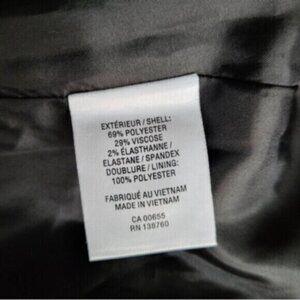 EXTÉRIEUR / SHELL:
69% POLYESTER
29% VISCOSE
2% ÉLASTHANNE /
ELASTANE / SPANDEX
DOUBLURE / LINING:
100% POLYESTER
FABRIQUÉ AU VIETNAM
MADE IN VIETNAM
CA 00655
RN 138760